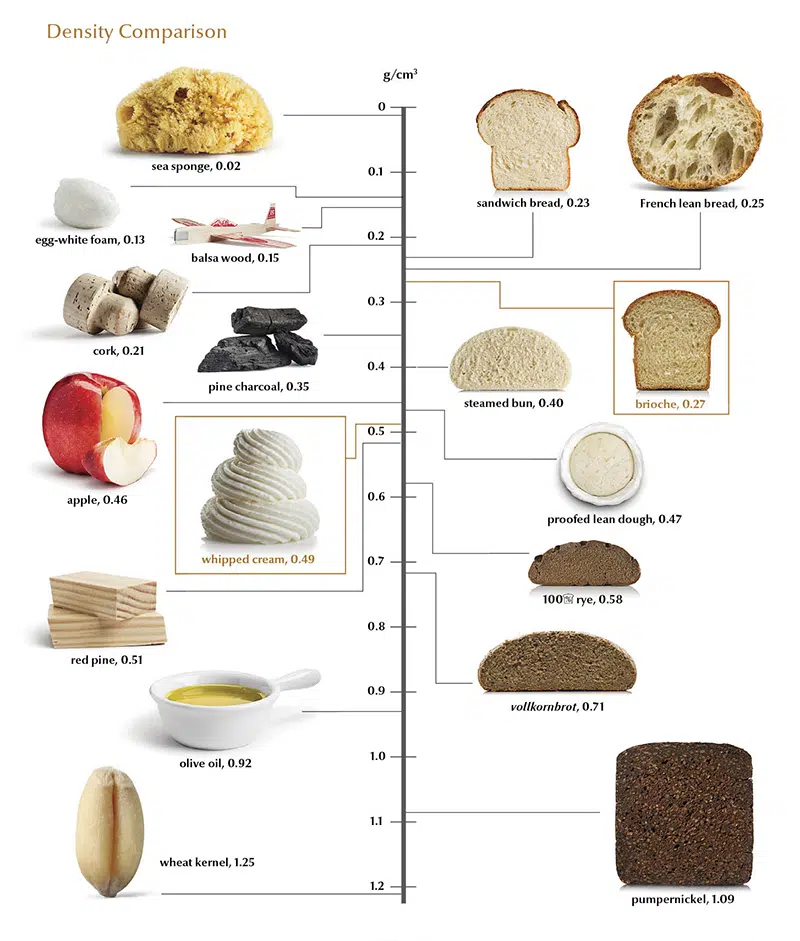 Density Comparison
g/cm³
0
sea sponge, 0.02
0.1
sandwich bread, 0.23
French lean bread, 0.25
egg-white foam, 0.13
0.2
balsa wood, 0.15
0.3
cork, 0.21
0.4
pine charcoal, 0.35
steamed bun, 0.40
brioche, 0.27
0.5
apple, 0.46
0.6
proofed lean dough, 0.47
whipped cream, 0.49
0.7
rye, 0.58
0.8
red pine, 0.51
0.9
vollkornbrot, 0.71
1.0
olive oil, 0.92
1.1
wheat kernel, 1.25
1.2
pumpernickel, 1.09